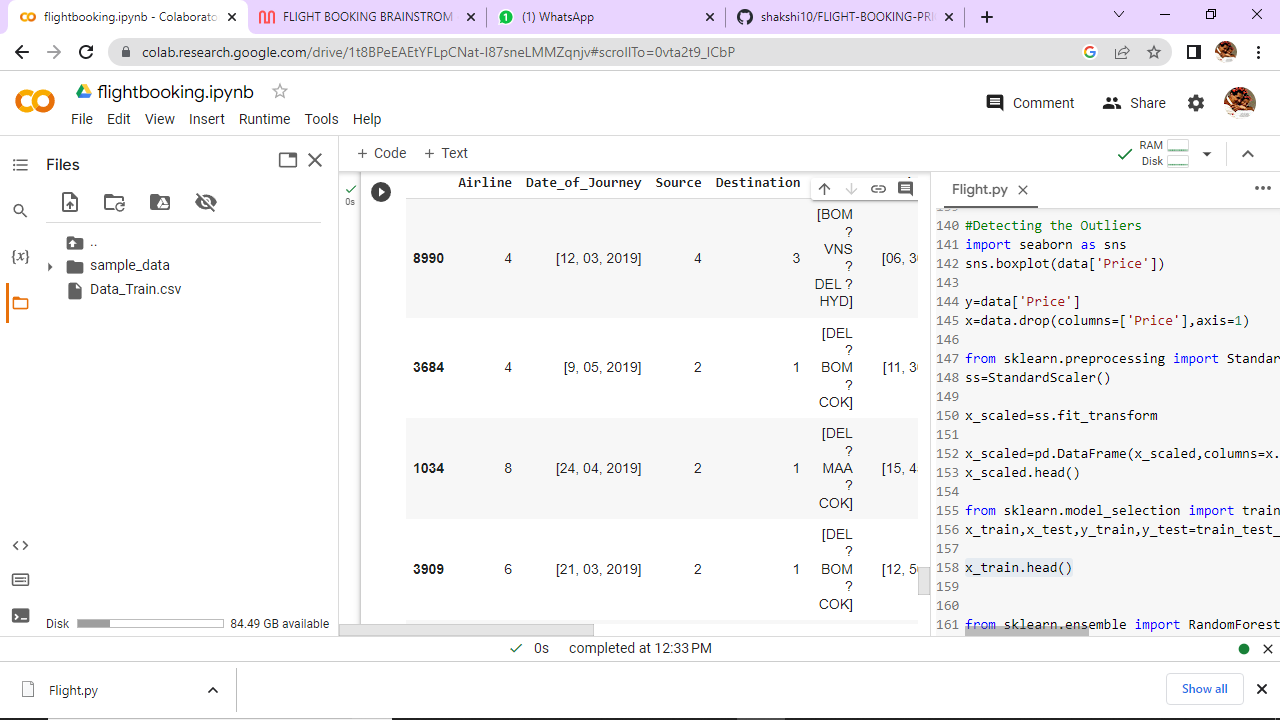 flightbooking.ipynb - Colaborato
FLIGHT BOOKING BRAINSTROM
(1) WhatsApp
shakshi10/FLIGHT-BOOKING-PRI
colab.research.google.com/drive/1t8BPeEAEtYFLpCNat-I87sneLMMZqnjv#scrollTo=0vta2t9_ICbP
flightbooking.ipynb
File Edit View Insert Runtime Tools Help
Comment Share
Files
+ Code + Text
RAM
Disk
{x}
..
sample_data
Data_Train.csv
Disk 84.49 GB available
0s
Airline Date_of_Journey Source Destination
[BOM
?
VNS
?
8990 4 [12, 03, 2019] 4 3 [06, 30
DEL ?
HYD]
[DEL
?
3684 4 [9, 05, 2019] 2 1 BOM [11, 30
?
COK]
[DEL
?
1034 8 [24, 04, 2019] 2 1 MAA [15, 4
?
COK]
[DEL
?
3909 6 [21, 03, 2019] 2 1 BOM [12, 5
?
COK]
Flight.py
140 #Detecting the Outliers
141 import seaborn as sns
142 sns.boxplot(data['Price'])
143
144 y=data['Price']
145 x=data.drop(columns=['Price'],axis=1)
146
147 from sklearn.preprocessing import Standar
148 ss=StandardScaler()
149
150 x_scaled=ss.fit_transform
151
152 x_scaled=pd.DataFrame(x_scaled,columns=x.
153 x_scaled.head()
154
155 from sklearn.model_selection import train
156 x_train,x_test,y_train,y_test=train_test_
157
158 x_train.head()
159
160
161 from sklearn.ensemble import RandomForest
0s completed at 12:33 PM
Flight.py
Show all